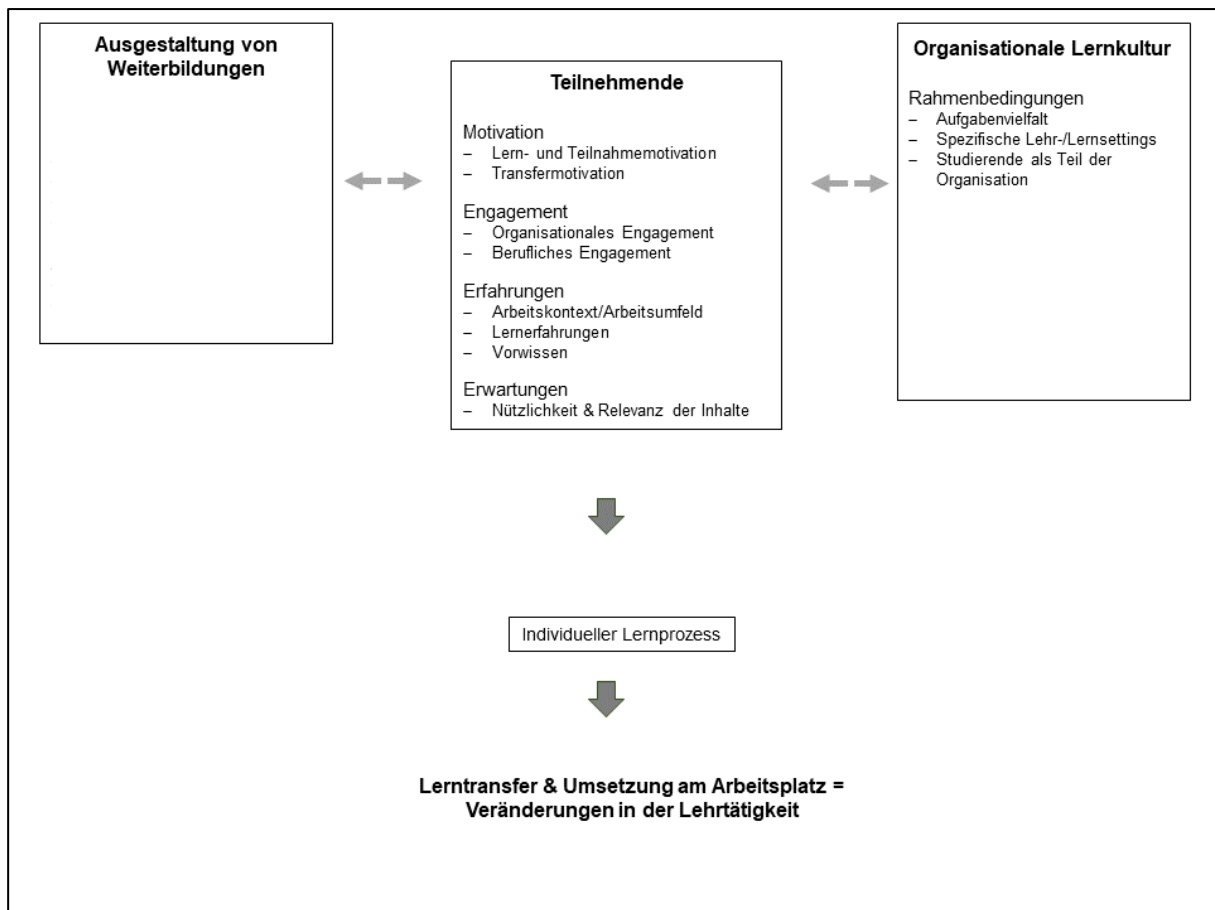 Ausgestaltung von
Weiterbildungen
Teilnehmende
Motivation
– Lern- und Teilnahmemotivation
– Transfermotivation
Engagement
– Organisationales Engagement
– Berufliches Engagement
Erfahrungen
– Arbeitskontext/Arbeitsumfeld
– Lernerfahrungen
– Vorwissen
Erwartungen
– Nützlichkeit & Relevanz der Inhalte
Organisationale Lernkultur
Rahmenbedingungen
– Aufgabenvielfalt
– Spezifische Lehr-/Lernsettings
– Studierende als Teil der
Organisation
Individueller Lernprozess
Lerntransfer & Umsetzung am Arbeitsplatz =
Veränderungen in der Lehrtätigkeit